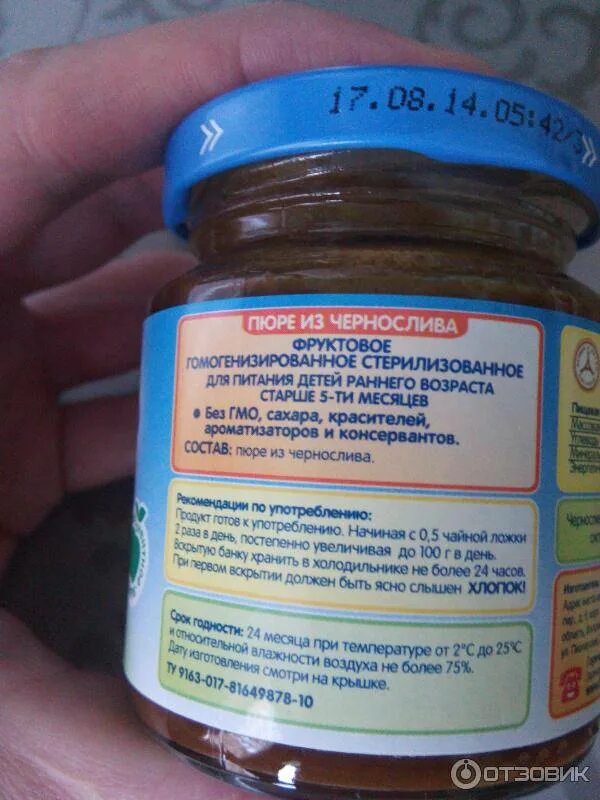 17.08.14.05:42/
ПЮРЕ ИЗ ЧЕРНОСЛИВА
ФРУКТОВОЕ
ГОМОГЕНИЗИРОВАННОЕ СТЕРИЛИЗОВАННОЕ
ДЛЯ ПИТАНИЯ ДЕТЕЙ РАННЕГО ВОЗРАСТА
СТАРШЕ 5-ТИ МЕСЯЦЕВ
• Без ГМО, сахара, красителей,
ароматизаторов и консервантов.
СОСТАВ: пюре из чернослива.
Рекомендации по употреблению:
Продукт готов к употреблению. Начиная с 0,5 чайной ложки
2 раза в день, постепенно увеличивая до 100 г в день.
Вскрытую банку хранить в холодильнике не более 24 часов.
При первом вскрытии должен быть ясно слышен ХЛОПОК!
Срок годности: 24 месяца при температуре от 2°С до 25°С
и относительной влажности воздуха не более 75%.
Дату изготовления смотри на крышке.
ТУ 9163-017-81649878-10
ОТЗОВИК